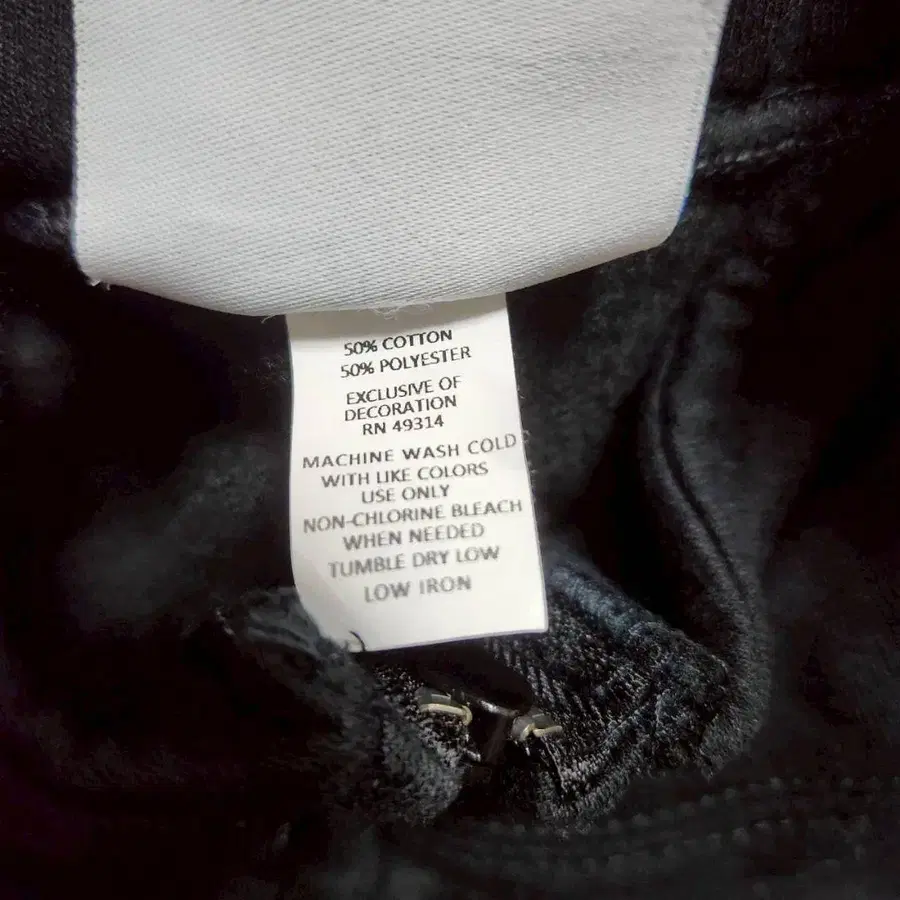 50% COTTON
50% POLYESTER
EXCLUSIVE OF
DECORATION
RN 49314
MACHINE WASH COLD
WITH LIKE COLORS
USE ONLY
NON-CHLORINE BLEACH
WHEN NEEDED
TUMBLE DRY LOW
LOW IRON